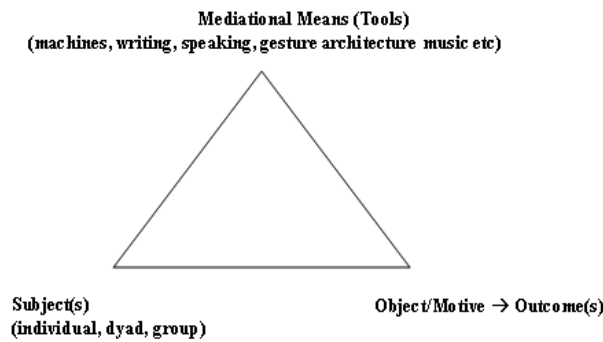 Mediational Means (Tools)
(machines, writing, speaking, gesture architecture music etc)
Subject(s)
(individual, dyad, group)
Object/Motive → Outcome(s)